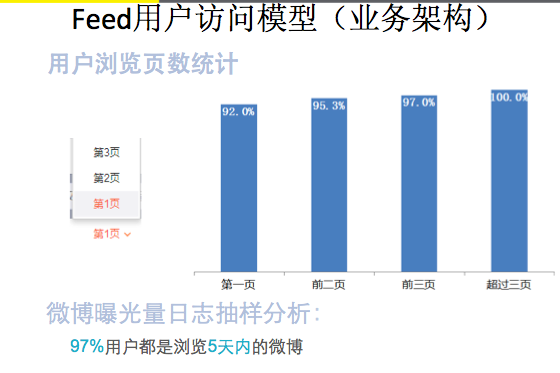 Feed用户访问模型（业务架构）
用户浏览页数统计
92.0%
95.3%
97.0%
100.0%
第3页
第2页
第1页
第1页
第一页
前二页
前三页
超过三页
微博曝光量日志抽样分析：
97%用户都是浏览5天内的微博